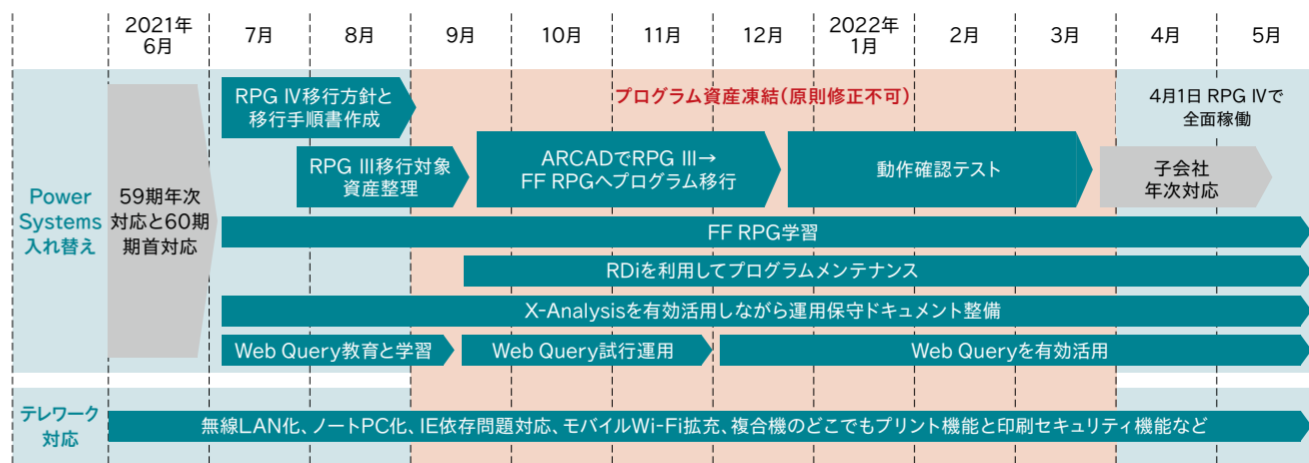 2021年
6月
7月
8月
9月
10月
11月
12月
2022年
1月
2月
3月
4月
5月
Power
Systems
入れ替え
59期年次
対応と60期
期首対応
RPG IV移行方針と
移行手順書作成
プログラム資産凍結(原則修正不可)
4月1日 RPG IVで
全面稼働
RPG III移行対象
資産整理
ARCADでRPG III→
FF RPGへプログラム移行
動作確認テスト
子会社
年次対応
FF RPG学習
RDiを利用してプログラムメンテナンス
X-Analysisを有効活用しながら運用保守ドキュメント整備
Web Query教育と学習
Web Query試行運用
Web Queryを有効活用
テレワーク
対応
無線LAN化、ノートPC化、IE依存問題対応、モバイルWi-Fi拡充、複合機のどこでもプリント機能と印刷セキュリティ機能など